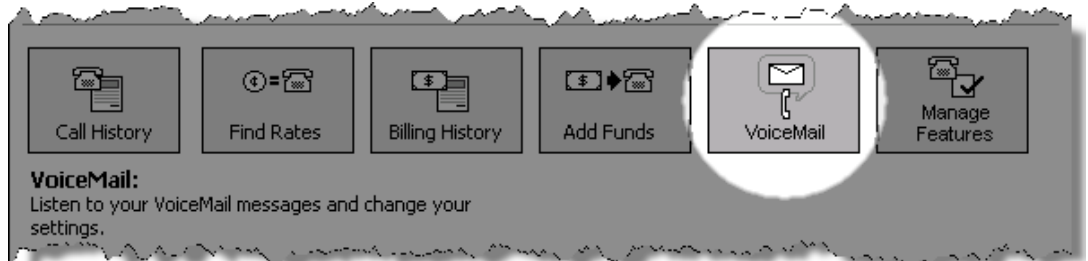 Call History
Find Rates
Billing History
Add Funds
VoiceMail
Manage
Features
VoiceMail:
Listen to your VoiceMail messages and change your
settings.